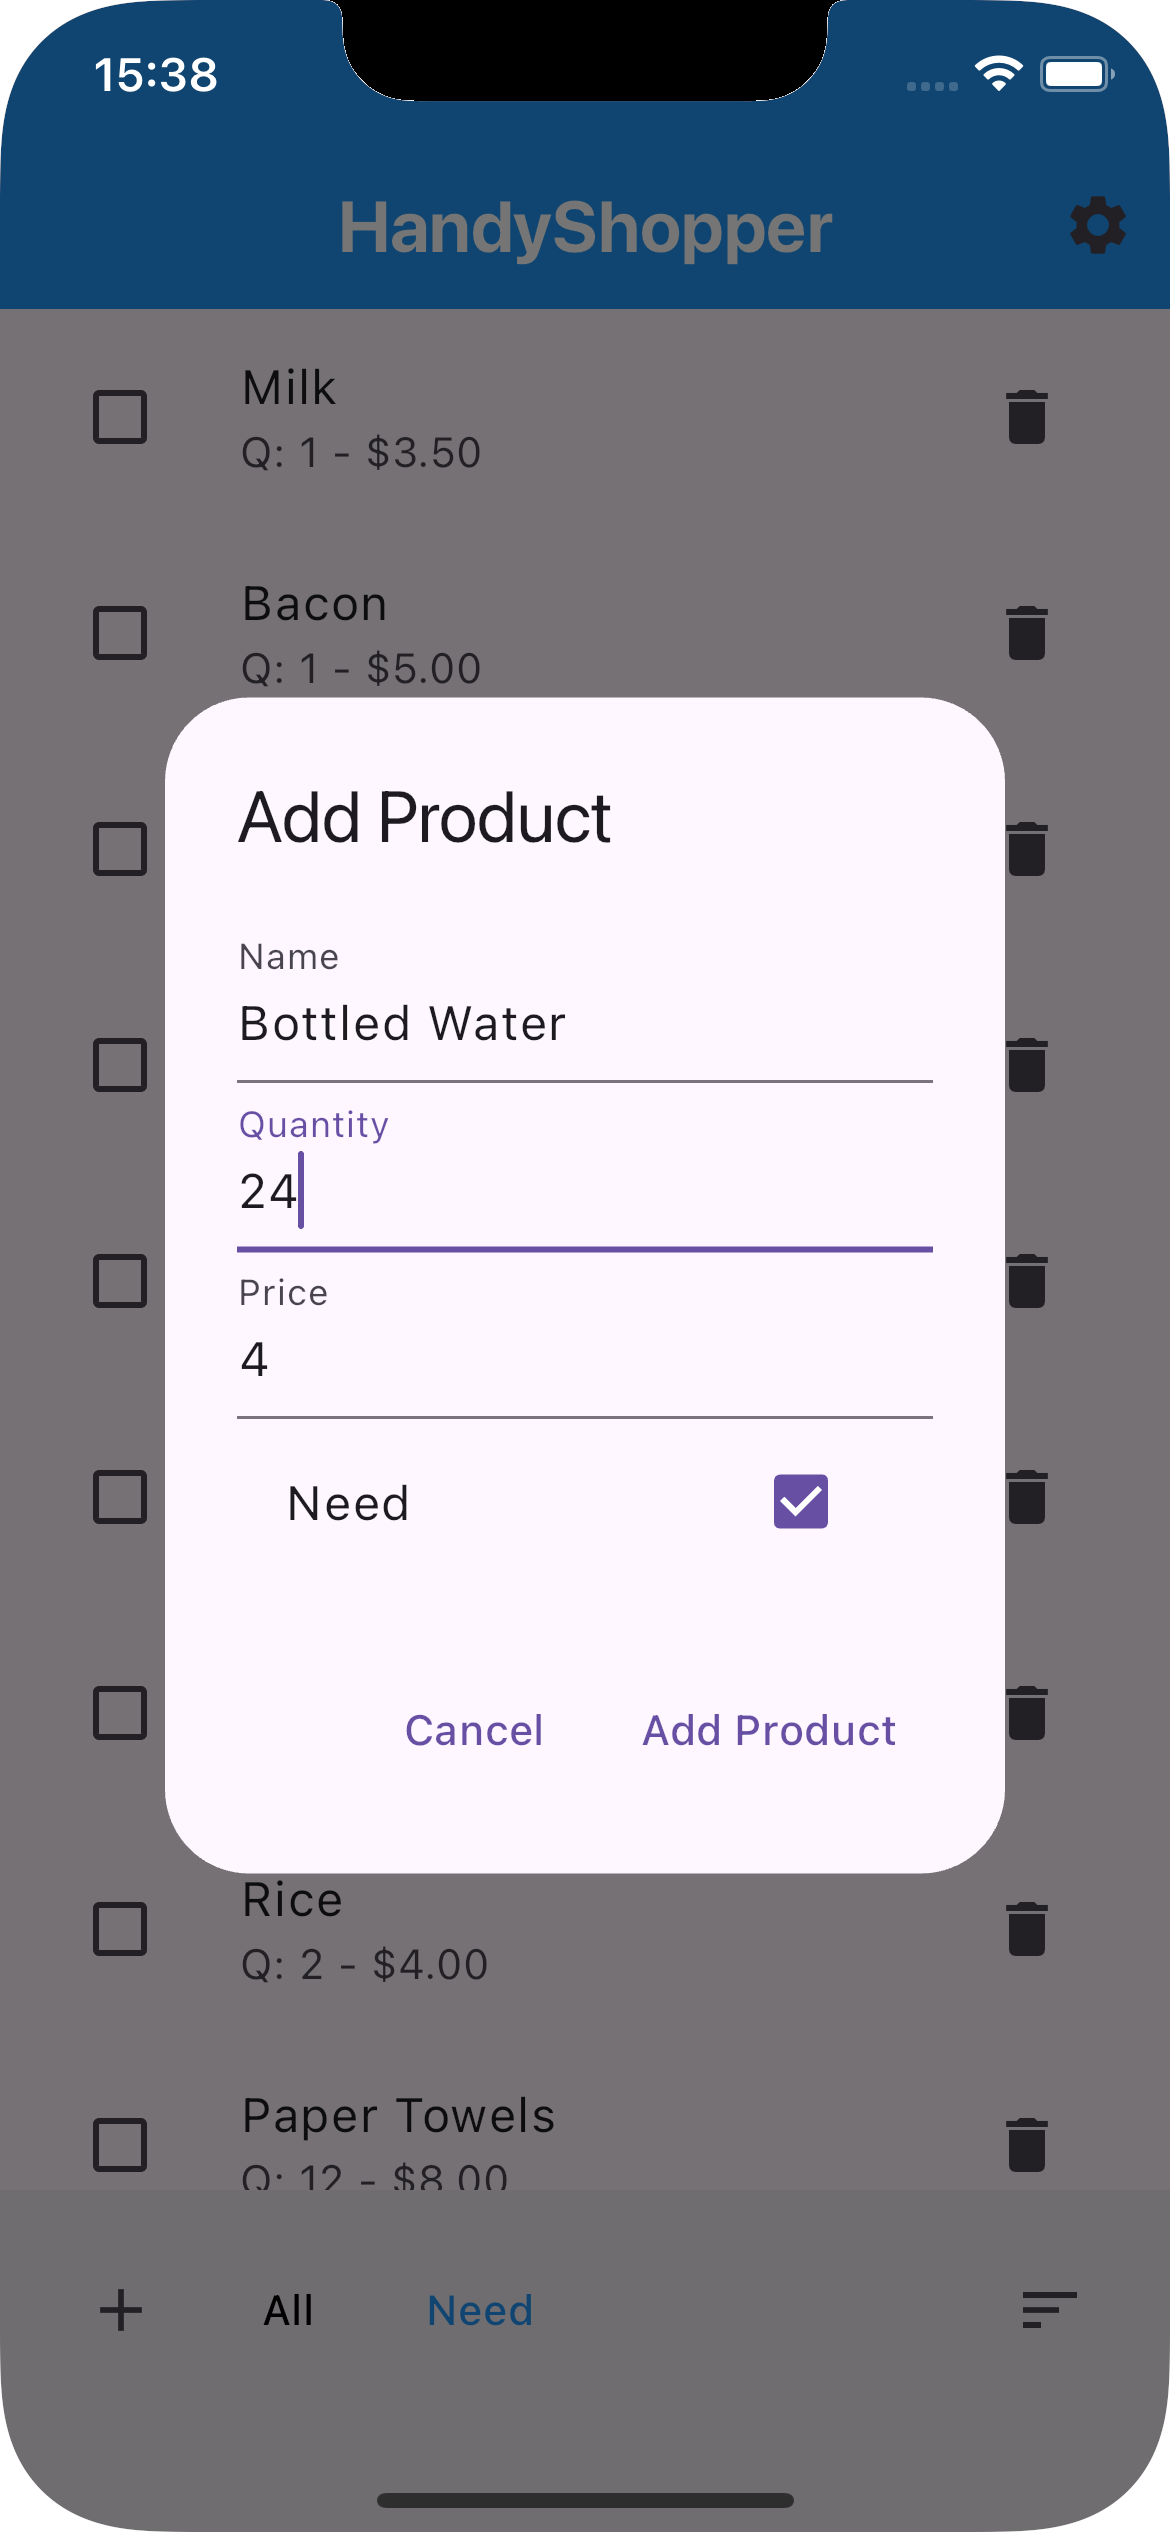 15:38
HandyShopper
Milk
Q: 1 - $3.50
Bacon
Q: 1 - $5.00
Add Product
Name
Bottled Water
Quantity
24
Price
4
Need
Cancel Add Product
Rice
Q: 2 - $4.00
Paper Towels
Q: 12 - $8.00
All Need